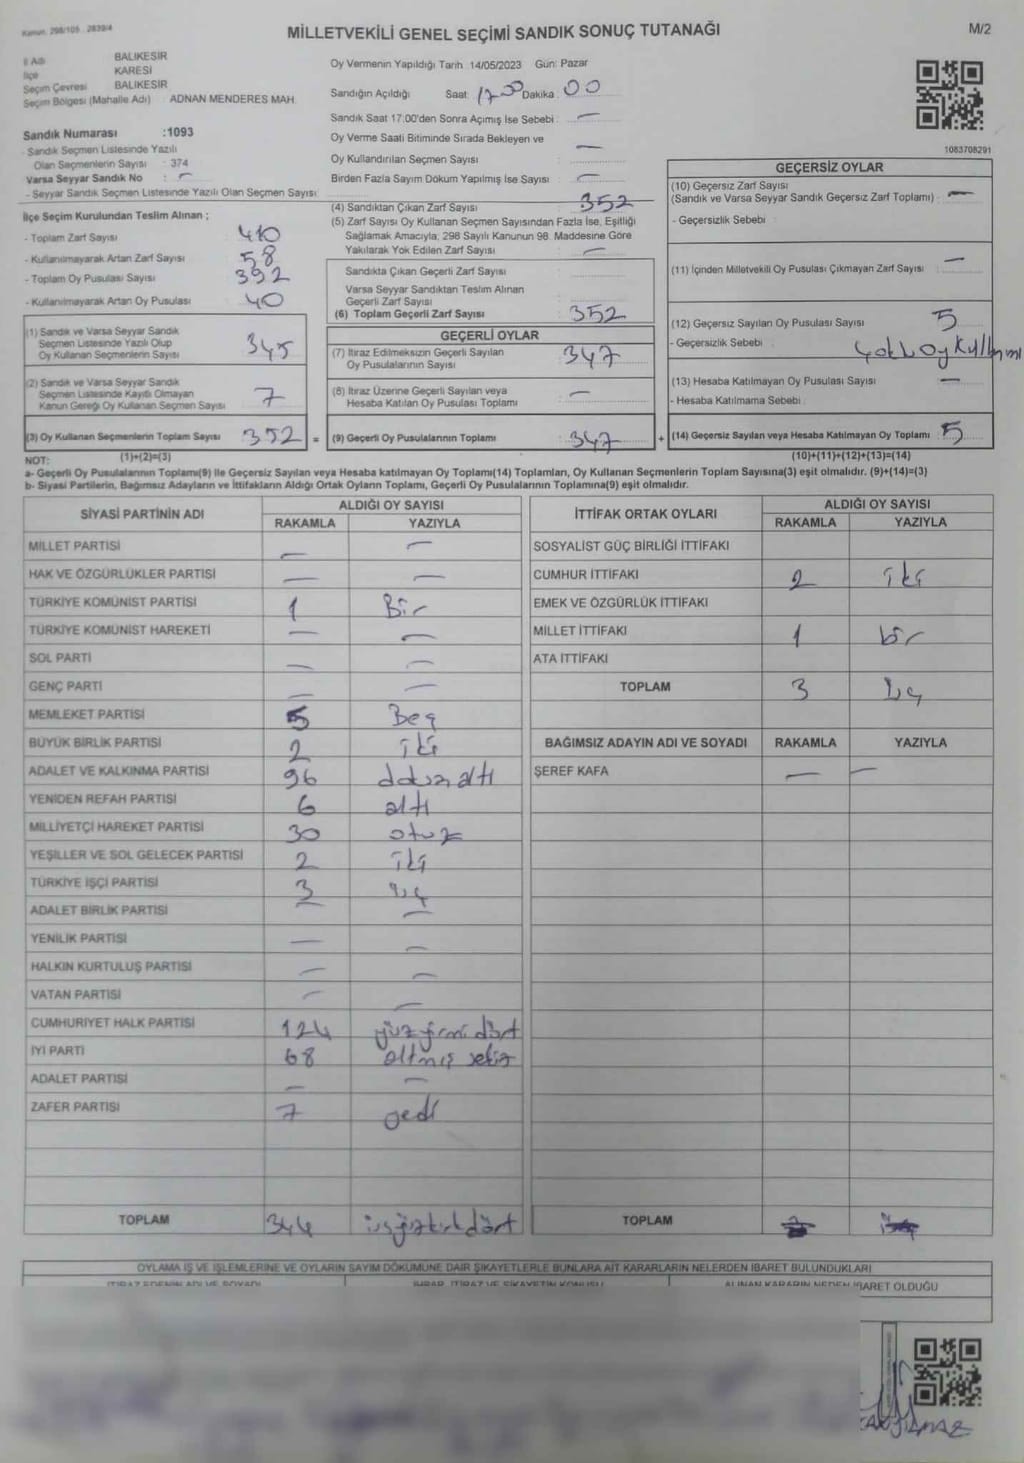 Kanun. 298/105 . 2839/4
MİLLETVEKİLİ GENEL SEÇİMİ SANDIK SONUÇ TUTANAĞI
M/2
İl Adı BALIKESİR
İlçe KARESİ
Seçim Çevresi BALIKESİR
Seçim Bölgesi (Mahalle Adı) : ADNAN MENDERES MAH.
Sandık Numarası :1093
- Sandık Seçmen Listesinde Yazılı
Olan Seçmenlerin Sayısı : 374
Varsa Seyyar Sandık No : -
- Seyyar Sandık Seçmen Listesinde Yazılı Olan Seçmen Sayısı
Oy Vermenin Yapıldığı Tarih :14/05/2023 Gün: Pazar
Sandığın Açıldığı Saat: 17.00 Dakika : 00
Sandık Saat 17:00'den Sonra Açımış İse Sebebi : -
Oy Verme Saati Bitiminde Sırada Bekleyen ve
Oy Kullandırılan Seçmen Sayısı : -
Birden Fazla Sayım Döküm Yapılmış İse Sayısı : -
1083708291
İlçe Seçim Kurulundan Teslim Alınan ;
- Toplam Zarf Sayısı 410
- Kullanılmayarak Artan Zarf Sayısı 58
- Toplam Oy Pusulası Sayısı 392
- Kullanılmayarak Artan Oy Pusulası 40
(1) Sandık ve Varsa Seyyar Sandık
Seçmen Listesinde Yazılı Olup
Oy Kullanan Seçmenlerin Sayısı 345
(2) Sandık ve Varsa Seyyar Sandık
Seçmen Listesinde Kayıtlı Olmayan
Kanun Gereği Oy Kullanan Seçmen Sayısı 7
(3) Oy Kullanan Seçmenlerin Toplam Sayısı 352 =
(4) Sandıktan Çıkan Zarf Sayısı 352
(5) Zarf Sayısı Oy Kullanan Seçmen Sayısından Fazla İse, Eşitliği
Sağlamak Amacıyla, 298 Sayılı Kanunun 98. Maddesine Göre
Yakılarak Yok Edilen Zarf Sayısı -
Sandıkta Çıkan Geçerli Zarf Sayısı
Varsa Seyyar Sandıktan Teslim Alınan
Geçerli Zarf Sayısı
(6) Toplam Geçerli Zarf Sayısı 352
GEÇERLİ OYLAR
(7) İtiraz Edilmeksizin Geçerli Sayılan
Oy Pusulalarının Sayısı 347
(8) İtiraz Üzerine Geçerli Sayılan veya
Hesaba Katılan Oy Pusulası Toplamı -
(9) Geçerli Oy Pusulalarının Toplamı 347 +
GEÇERSİZ OYLAR
(10) Geçersiz Zarf Sayısı
(Sandık ve Varsa Seyyar Sandık Geçersiz Zarf Toplamı) : -
- Geçersizlik Sebebi :
(11) İçinden Milletvekili Oy Pusulası Çıkmayan Zarf Sayısı -
(12) Geçersiz Sayılan Oy Pusulası Sayısı 5
- Geçersizlik Sebebi oy
(13) Hesaba Katılmayan Oy Pusulası Sayısı -
- Hesaba Katılmama Sebebi :
(14) Geçersiz Sayılan veya Hesaba Katılmayan Oy Toplamı 5
NOT: (1)+(2)=(3) (10)+(11)+(12)+(13)=(14)
a- Geçerli Oy Pusulalarının Toplamı(9) ile Geçersiz Sayılan veya Hesaba katılmayan Oy Toplamı(14) Toplamları, Oy Kullanan Seçmenlerin Toplam Sayısına(3) eşit olmalıdır. (9)+(14)=(3)
b- Siyasi Partilerin, Bağımsız Adayların ve İttifakların Aldığı Ortak Oyların Toplamı, Geçerli Oy Pusulalarının Toplamına(9) eşit olmalıdır.
SİYASİ PARTİNİN ADI ALDIĞI OY SAYISI
RAKAMLA YAZIYLA
MİLLET PARTİSİ - -
HAK VE ÖZGÜRLÜKLER PARTİSİ - -
TÜRKİYE KOMÜNİST PARTİSİ 1 Bir
TÜRKİYE KOMÜNİST HAREKETİ - -
SOL PARTİ - -
GENÇ PARTİ - -
MEMLEKET PARTİSİ 5 Beş
BÜYÜK BİRLİK PARTİSİ 2 iki
ADALET VE KALKINMA PARTİSİ 96 doksan altı
YENİDEN REFAH PARTİSİ 6 altı
MİLLİYETÇİ HAREKET PARTİSİ 30 otuz
YEŞİLLER VE SOL GELECEK PARTİSİ 2 iki
TÜRKİYE İŞÇİ PARTİSİ 3 üç
ADALET BİRLİK PARTİSİ - -
YENİLİK PARTİSİ - -
HALKIN KURTULUŞ PARTİSİ - -
VATAN PARTİSİ - -
CUMHURİYET HALK PARTİSİ 124 yüz yirmi dört
İYİ PARTİ 68 altmış sekiz
ADALET PARTİSİ - -
ZAFER PARTİSİ 7 yedi
TOPLAM 344 üçyüzkırkdört
İTTİFAK ORTAK OYLARI ALDIĞI OY SAYISI
RAKAMLA YAZIYLA
SOSYALİST GÜÇ BİRLİĞİ İTTİFAKI
CUMHUR İTTİFAKI 2 iki
EMEK VE ÖZGÜRLÜK İTTİFAKI
MİLLET İTTİFAKI 1 bir
ATA İTTİFAKI
TOPLAM 3 üç
BAĞIMSIZ ADAYIN ADI VE SOYADI RAKAMLA YAZIYLA
ŞEREF KAFA - -
TOPLAM
OYLAMA İŞ VE İŞLEMLERİNE VE OYLARIN SAYIM DÖKÜMÜNE DAİR ŞİKAYETLERLE BUNLARA AİT KARARLARIN NELERDEN İBARET BULUNDUKLARI
İTİRAZ EDENİN ADI VE SOYADI İHBAR, İTİRAZ VE ŞİKAYETİN KONUSU ALINAN KARARIN NEDEN İBARET OLDUĞU